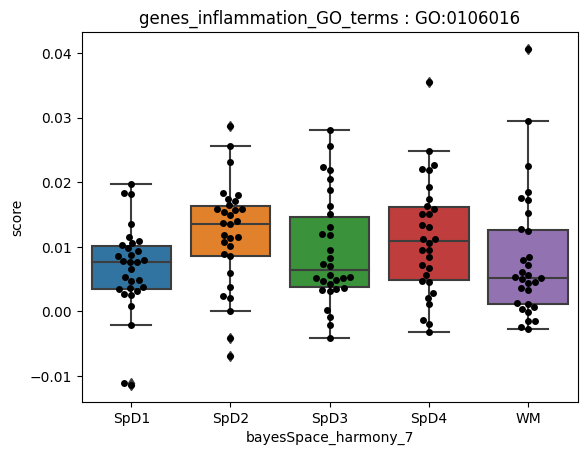 genes_inflammation_GO_terms : GO:0106016
0.04
0.03
0.02
0.01
0.00
−0.01
score
SpD1 SpD2 SpD3 SpD4 WM
bayesSpace_harmony_7